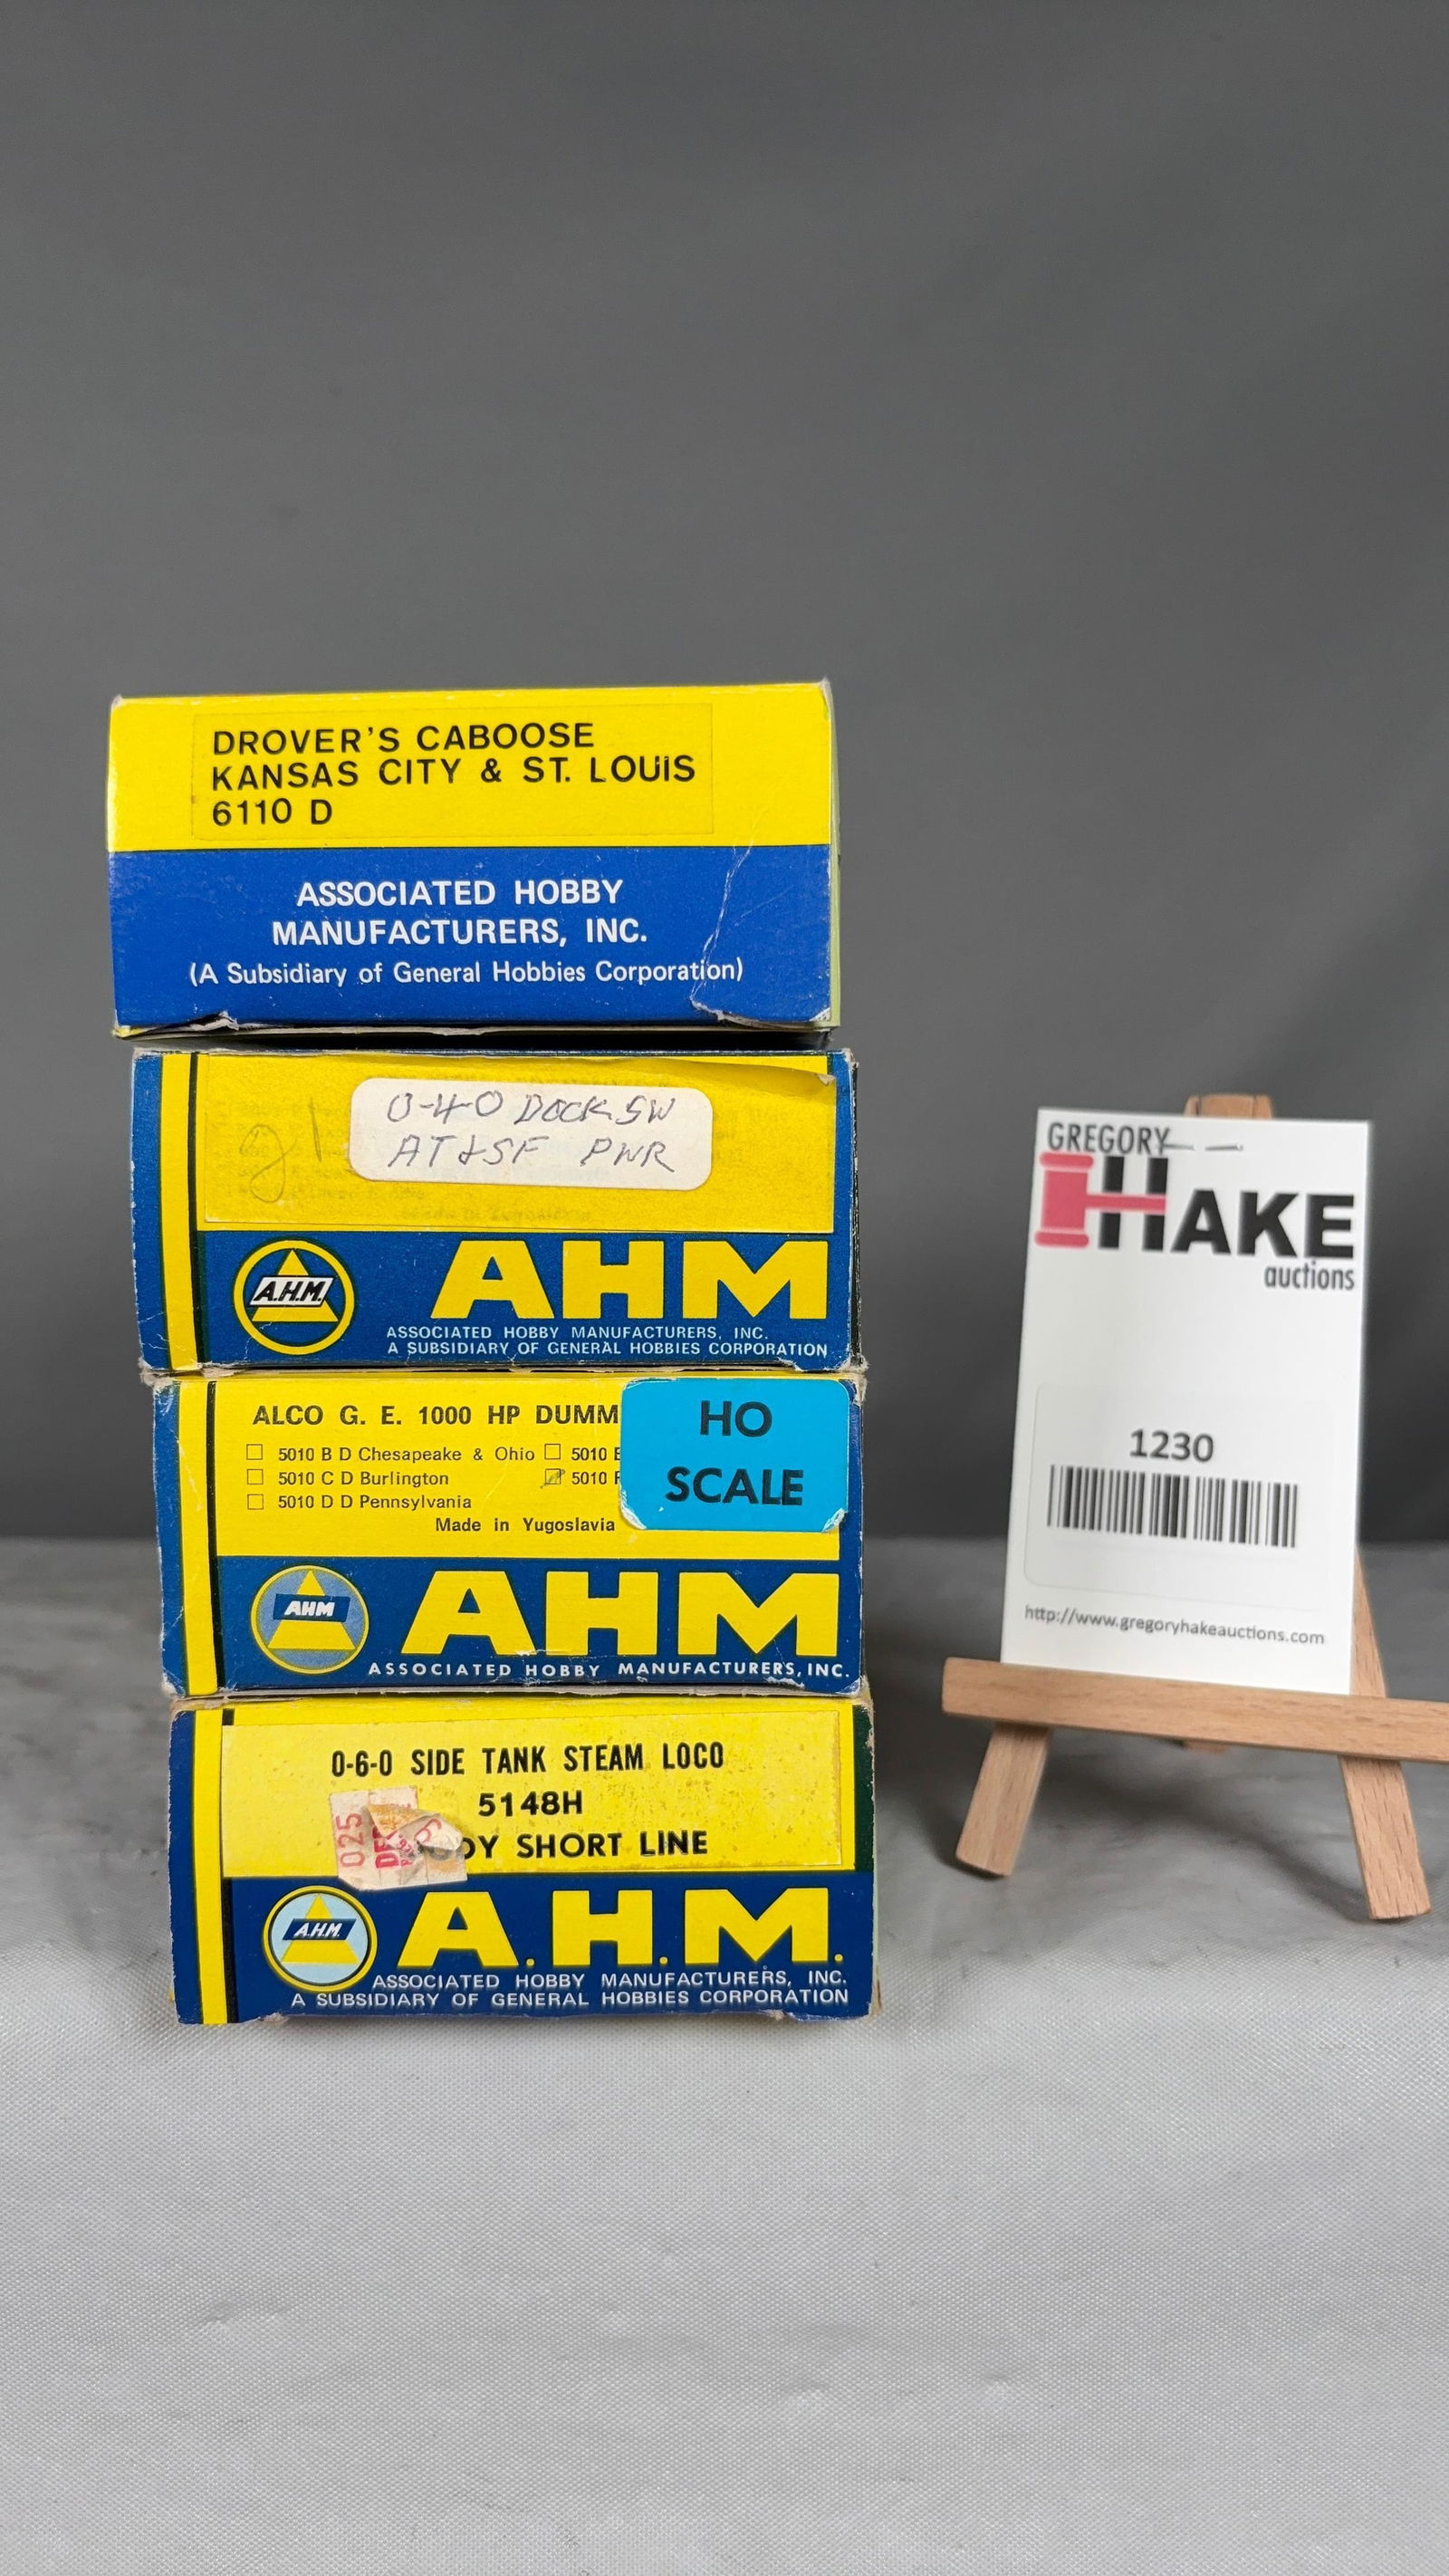 DROVER'S CABOOSE
KANSAS CITY & ST. LOUIS
6110 D
ASSOCIATED HOBBY
MANUFACTURERS, INC.
(A Subsidiary of General Hobbies Corporation)
0-4-0 DOCK SW
AT&SF PWR
A.H.M.
AHM
ASSOCIATED HOBBY MANUFACTURERS, INC.
A SUBSIDIARY OF GENERAL HOBBIES CORPORATION
ALCO G. E. 1000 HP
5010 B D Chesapeake & Ohio 5010
5010 C D Burlington 5010
5010 D D Pennsylvania
Made in Yugoslavia
HO
SCALE
AHM
AHM
ASSOCIATED HOBBY MANUFACTURERS, INC.
0-6-0 SIDE TANK STEAM LOCO
5148H
SHORT LINE
025
A.H.M.
A.H.M.
ASSOCIATED HOBBY MANUFACTURERS, INC.
A SUBSIDIARY OF GENERAL HOBBIES CORPORATION
GREGORY
HAKE
auctions
1230
http://www.gregoryhakeauctions.com